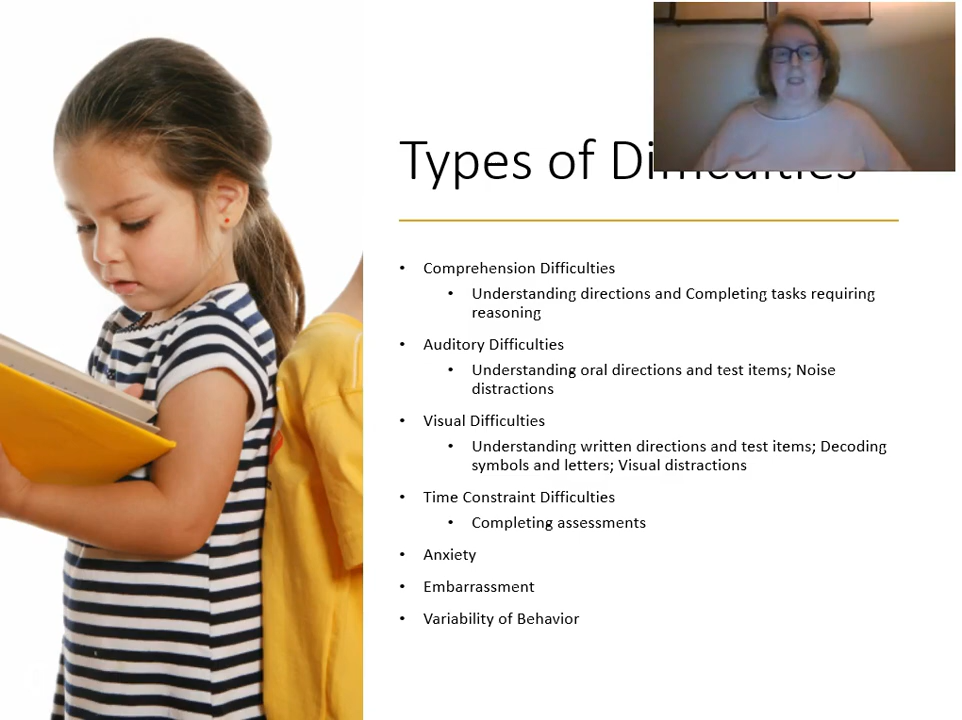 Types of Difficulties
• Comprehension Difficulties
• Understanding directions and Completing tasks requiring
reasoning
• Auditory Difficulties
• Understanding oral directions and test items; Noise
distractions
• Visual Difficulties
• Understanding written directions and test items; Decoding
symbols and letters; Visual distractions
• Time Constraint Difficulties
• Completing assessments
• Anxiety
• Embarrassment
• Variability of Behavior